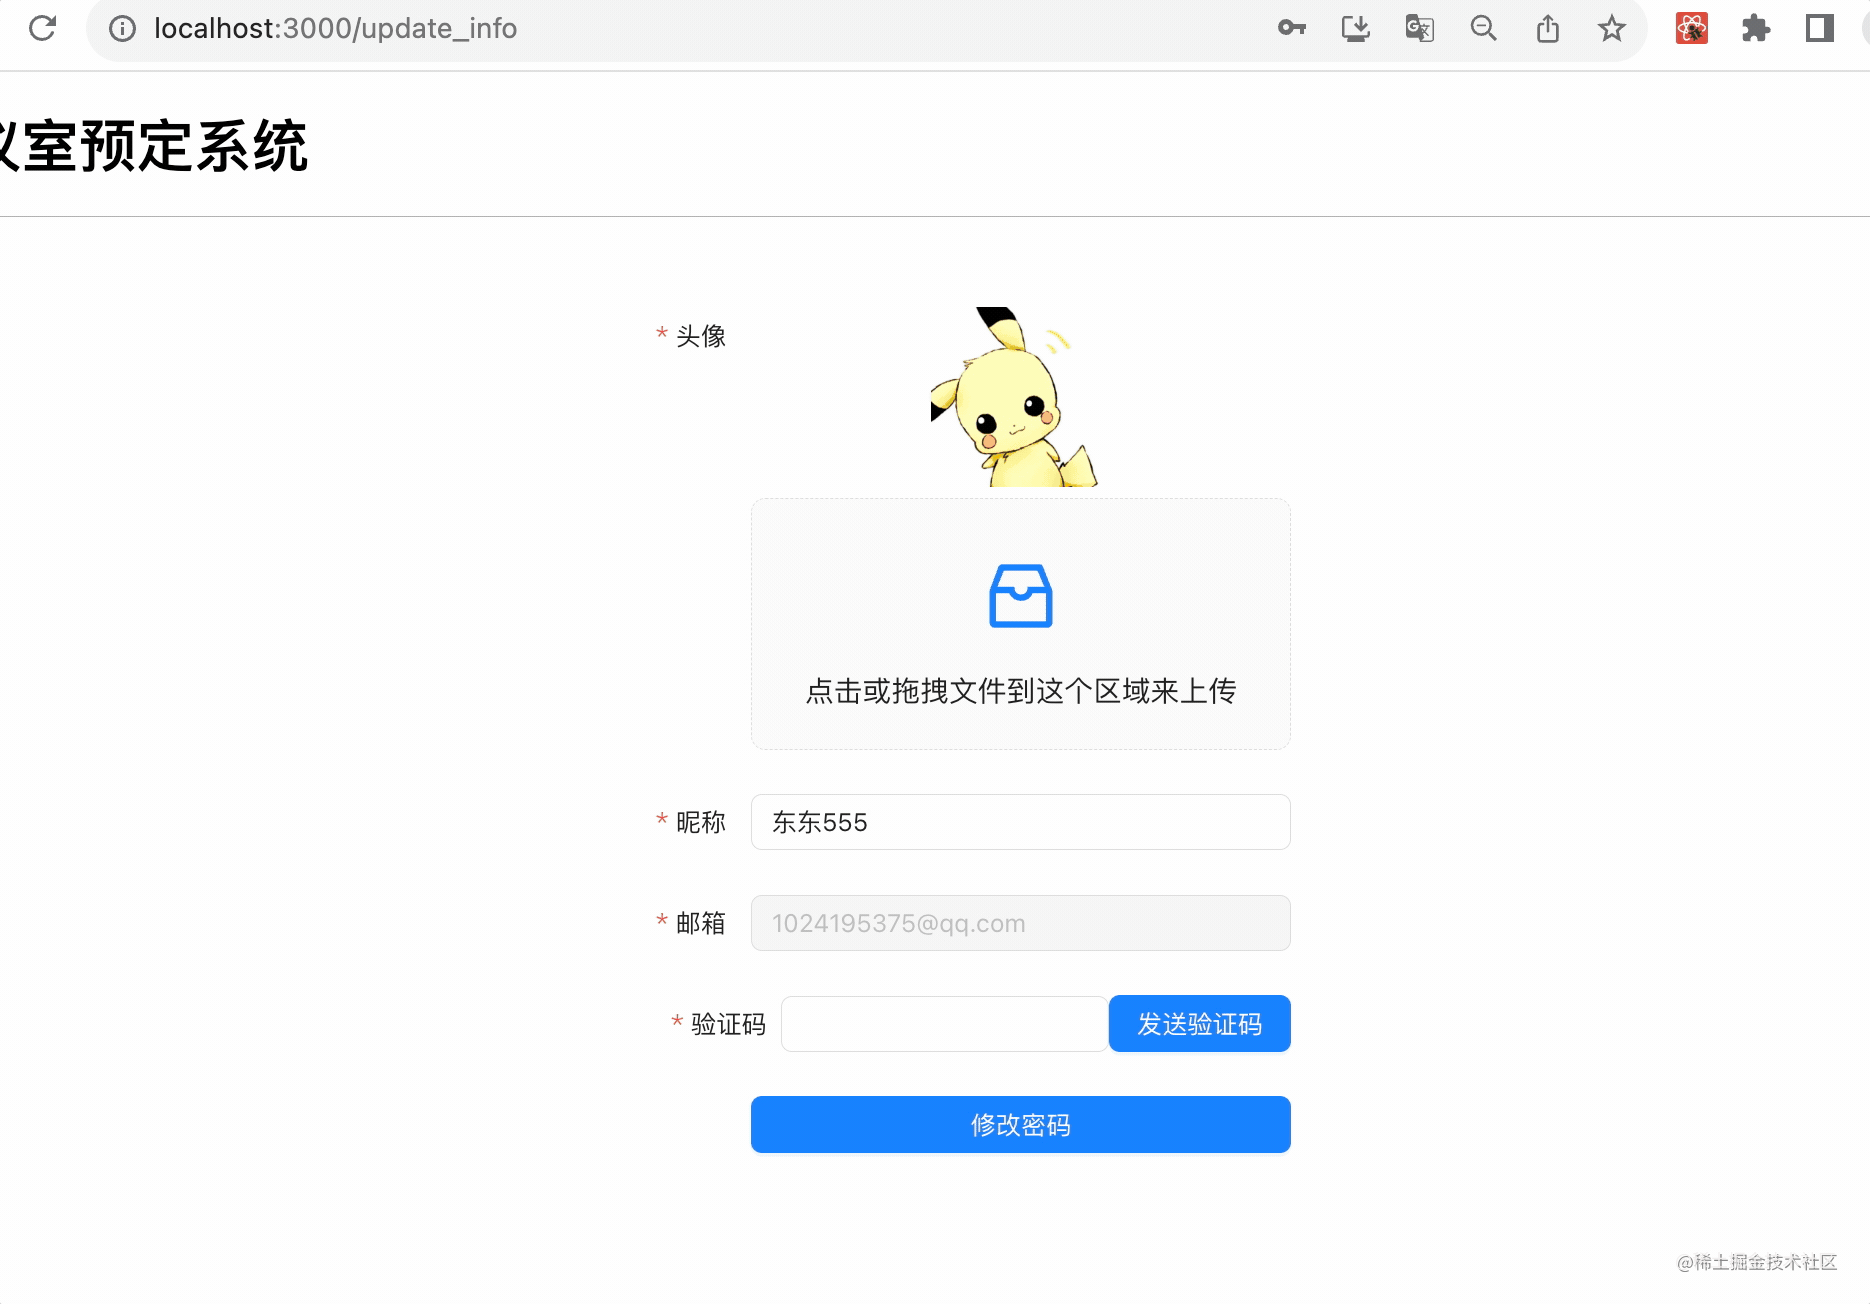 localhost:3000/update_info
室预定系统
* 头像
点击或拖拽文件到这个区域来上传
* 昵称 东东555
* 邮箱 1024195375@qq.com
* 验证码 发送验证码
修改密码
@稀土掘金技术社区